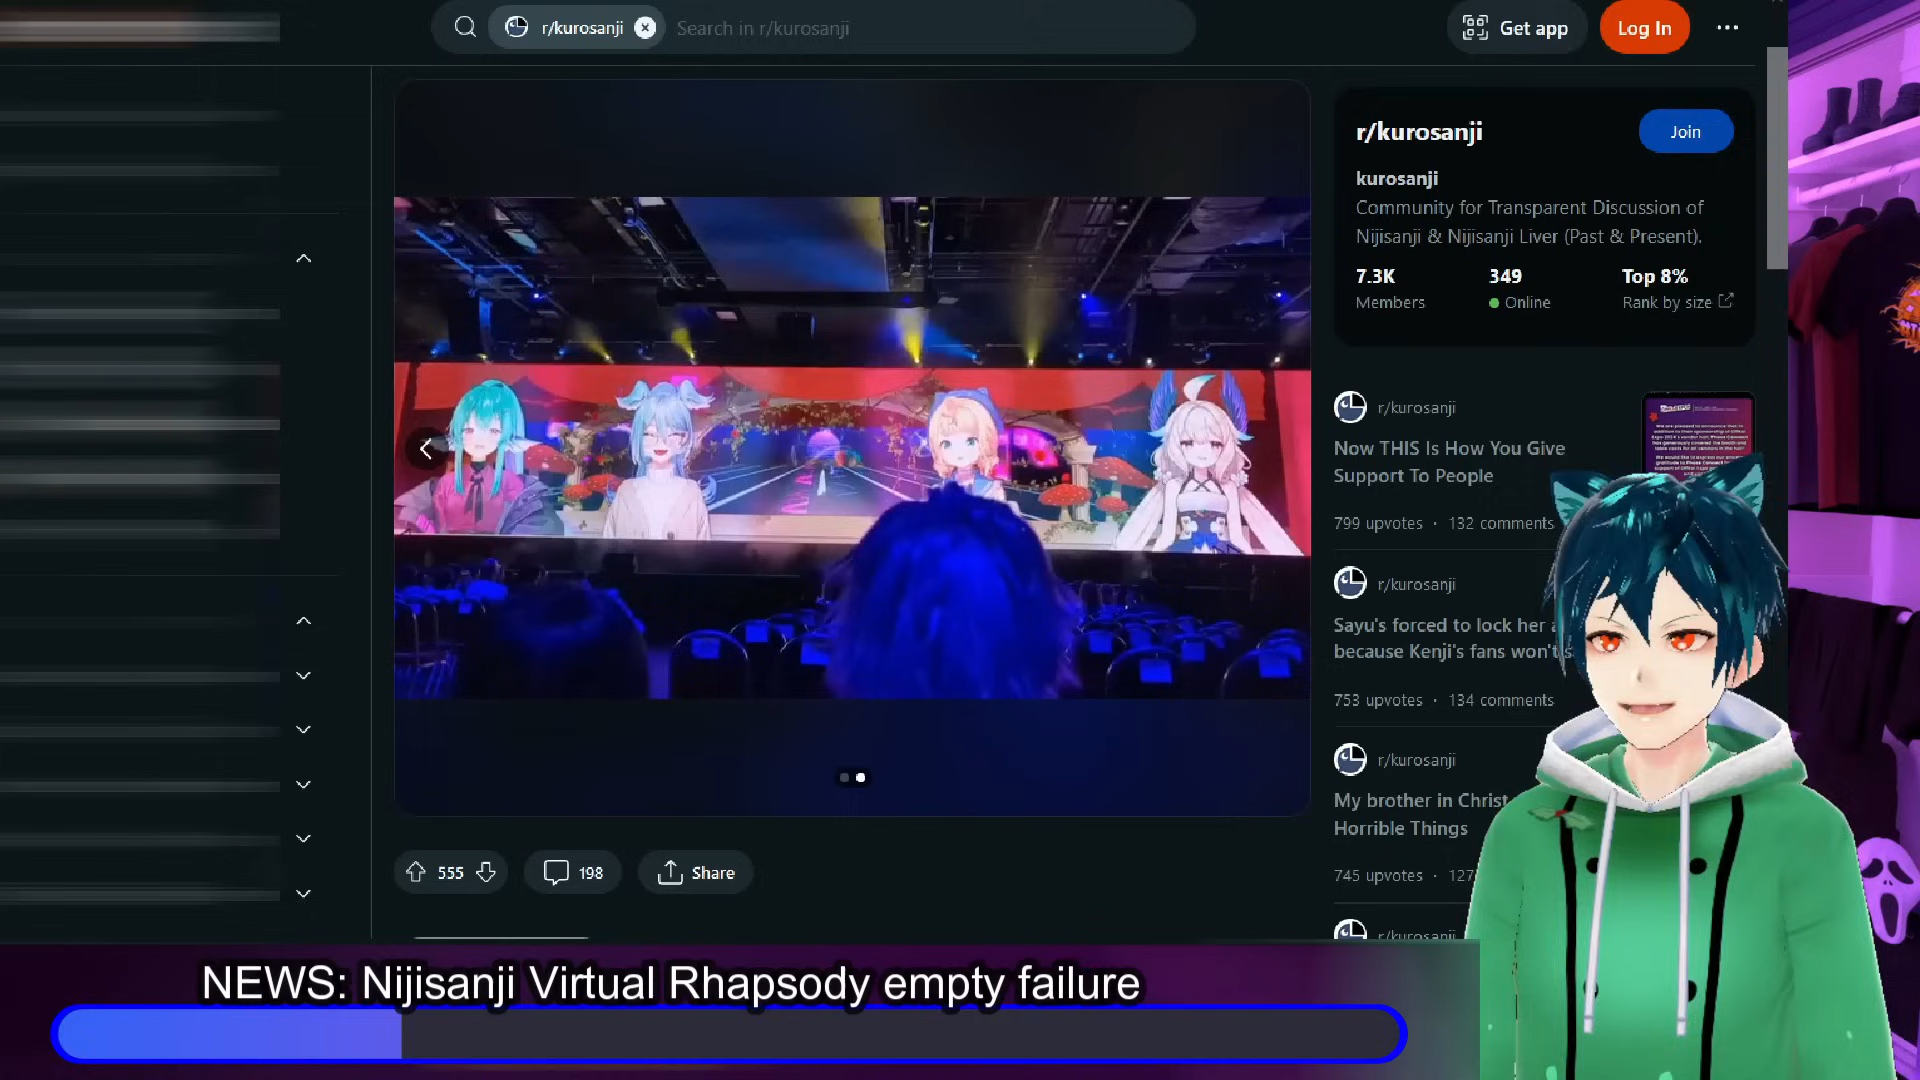 r/kurosanji
Search in r/kurosanji
Get app
Log In
r/kurosanji
Join
kurosanji
Community for Transparent Discussion of
Nijisanji & Nijisanji Liver (Past & Present).
7.3K
349
Top 8%
Members
Online
Rank by size
r/kurosanji
Now THIS Is How You Give
Support To People
799 upvotes · 132 comments
r/kurosanji
Sayu's forced to lock her
because Kenji's fans won't
753 upvotes · 134 comments
r/kurosanji
My brother in Christ
Horrible Things
745 upvotes · 127
r/kurosanji
555
198
Share
NEWS: Nijisanji Virtual Rhapsody empty failure